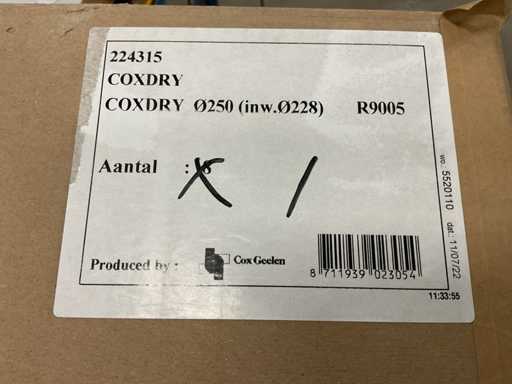 224315
COXDRY
COXDRY Ø250 (inw.Ø228) R9005
Aantal : 8 /
Produced by : Cox Geelen
8 711939 023054
wo.: 5520110 dat.: 11/07/22
11:33:55